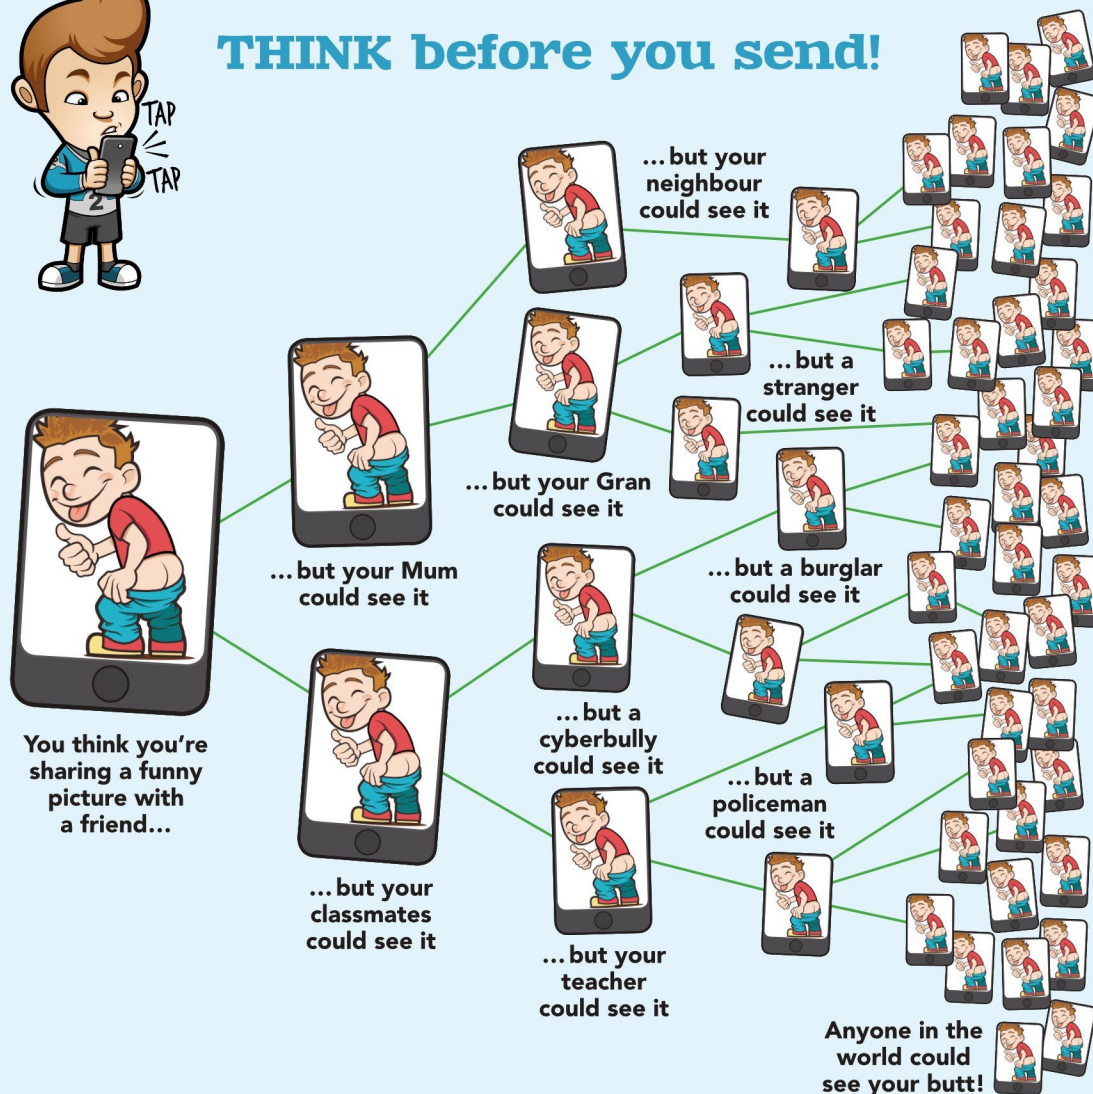 THINK before you send!
TAP
TAP
2
You think you’re
sharing a funny
picture with
a friend...
...but your Mum
could see it
...but your
classmates
could see it
...but your
neighbour
could see it
...but your Gran
could see it
...but a
stranger
could see it
...but a burglar
could see it
...but a
cyberbully
could see it
...but a
policeman
could see it
...but your
teacher
could see it
Anyone in the
world could
see your butt!